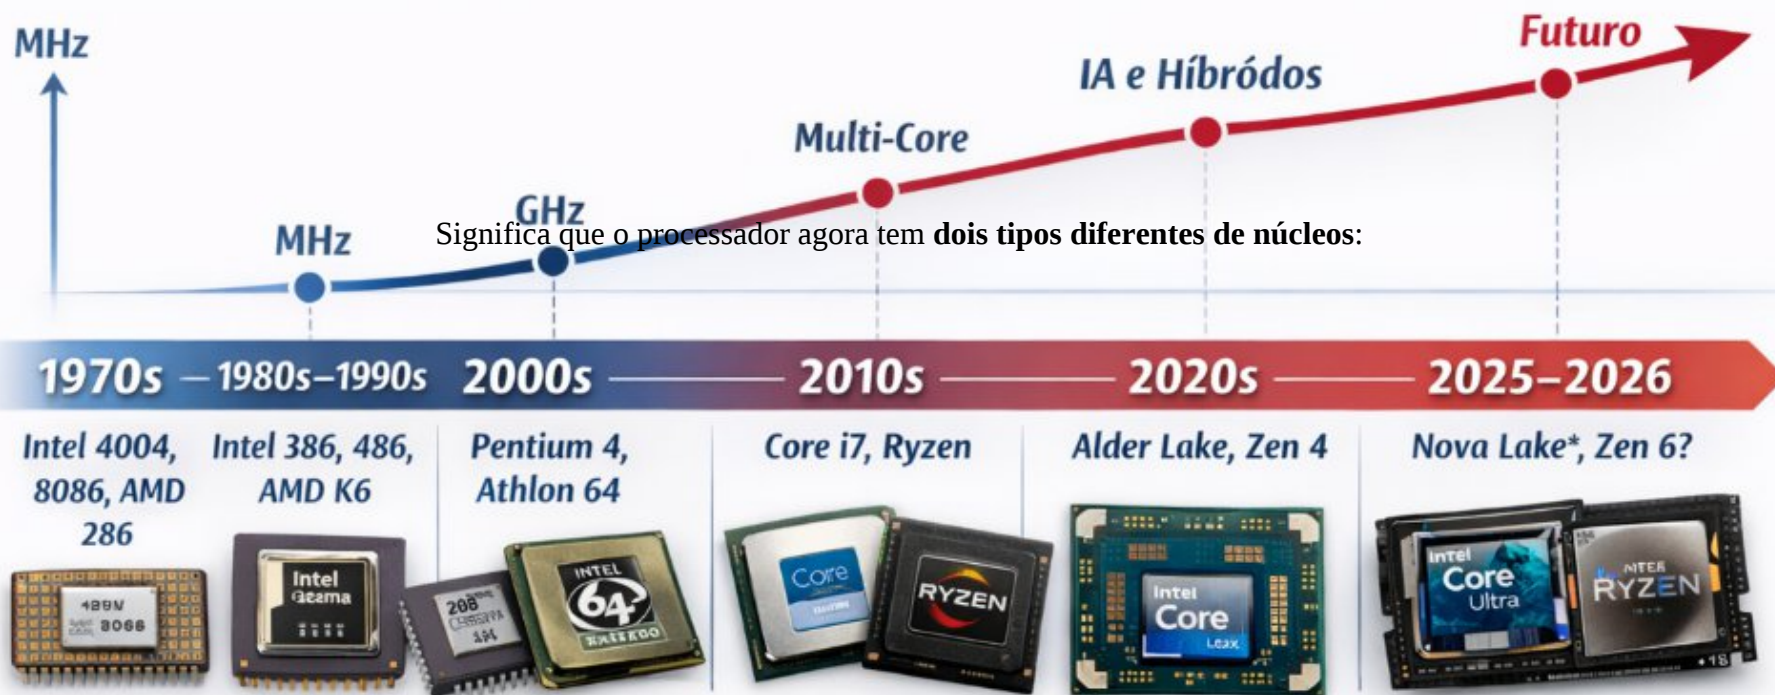 MHz
Futuro
IA e Híbródos
Multi-Core
GHz
MHz
Significa que o processador agora tem dois tipos diferentes de núcleos:
1970s – 1980s–1990s 2000s 2010s 2020s 2025–2026
Intel 4004,
8086, AMD
286
Intel 386, 486,
AMD K6
Pentium 4,
Athlon 64
Core i7, Ryzen
Alder Lake, Zen 4
Nova Lake*, Zen 6?
Intel
208
INTEL
64
Core
RYZEN
Intel
Core
Intel
Core
Ultra
RYZEN